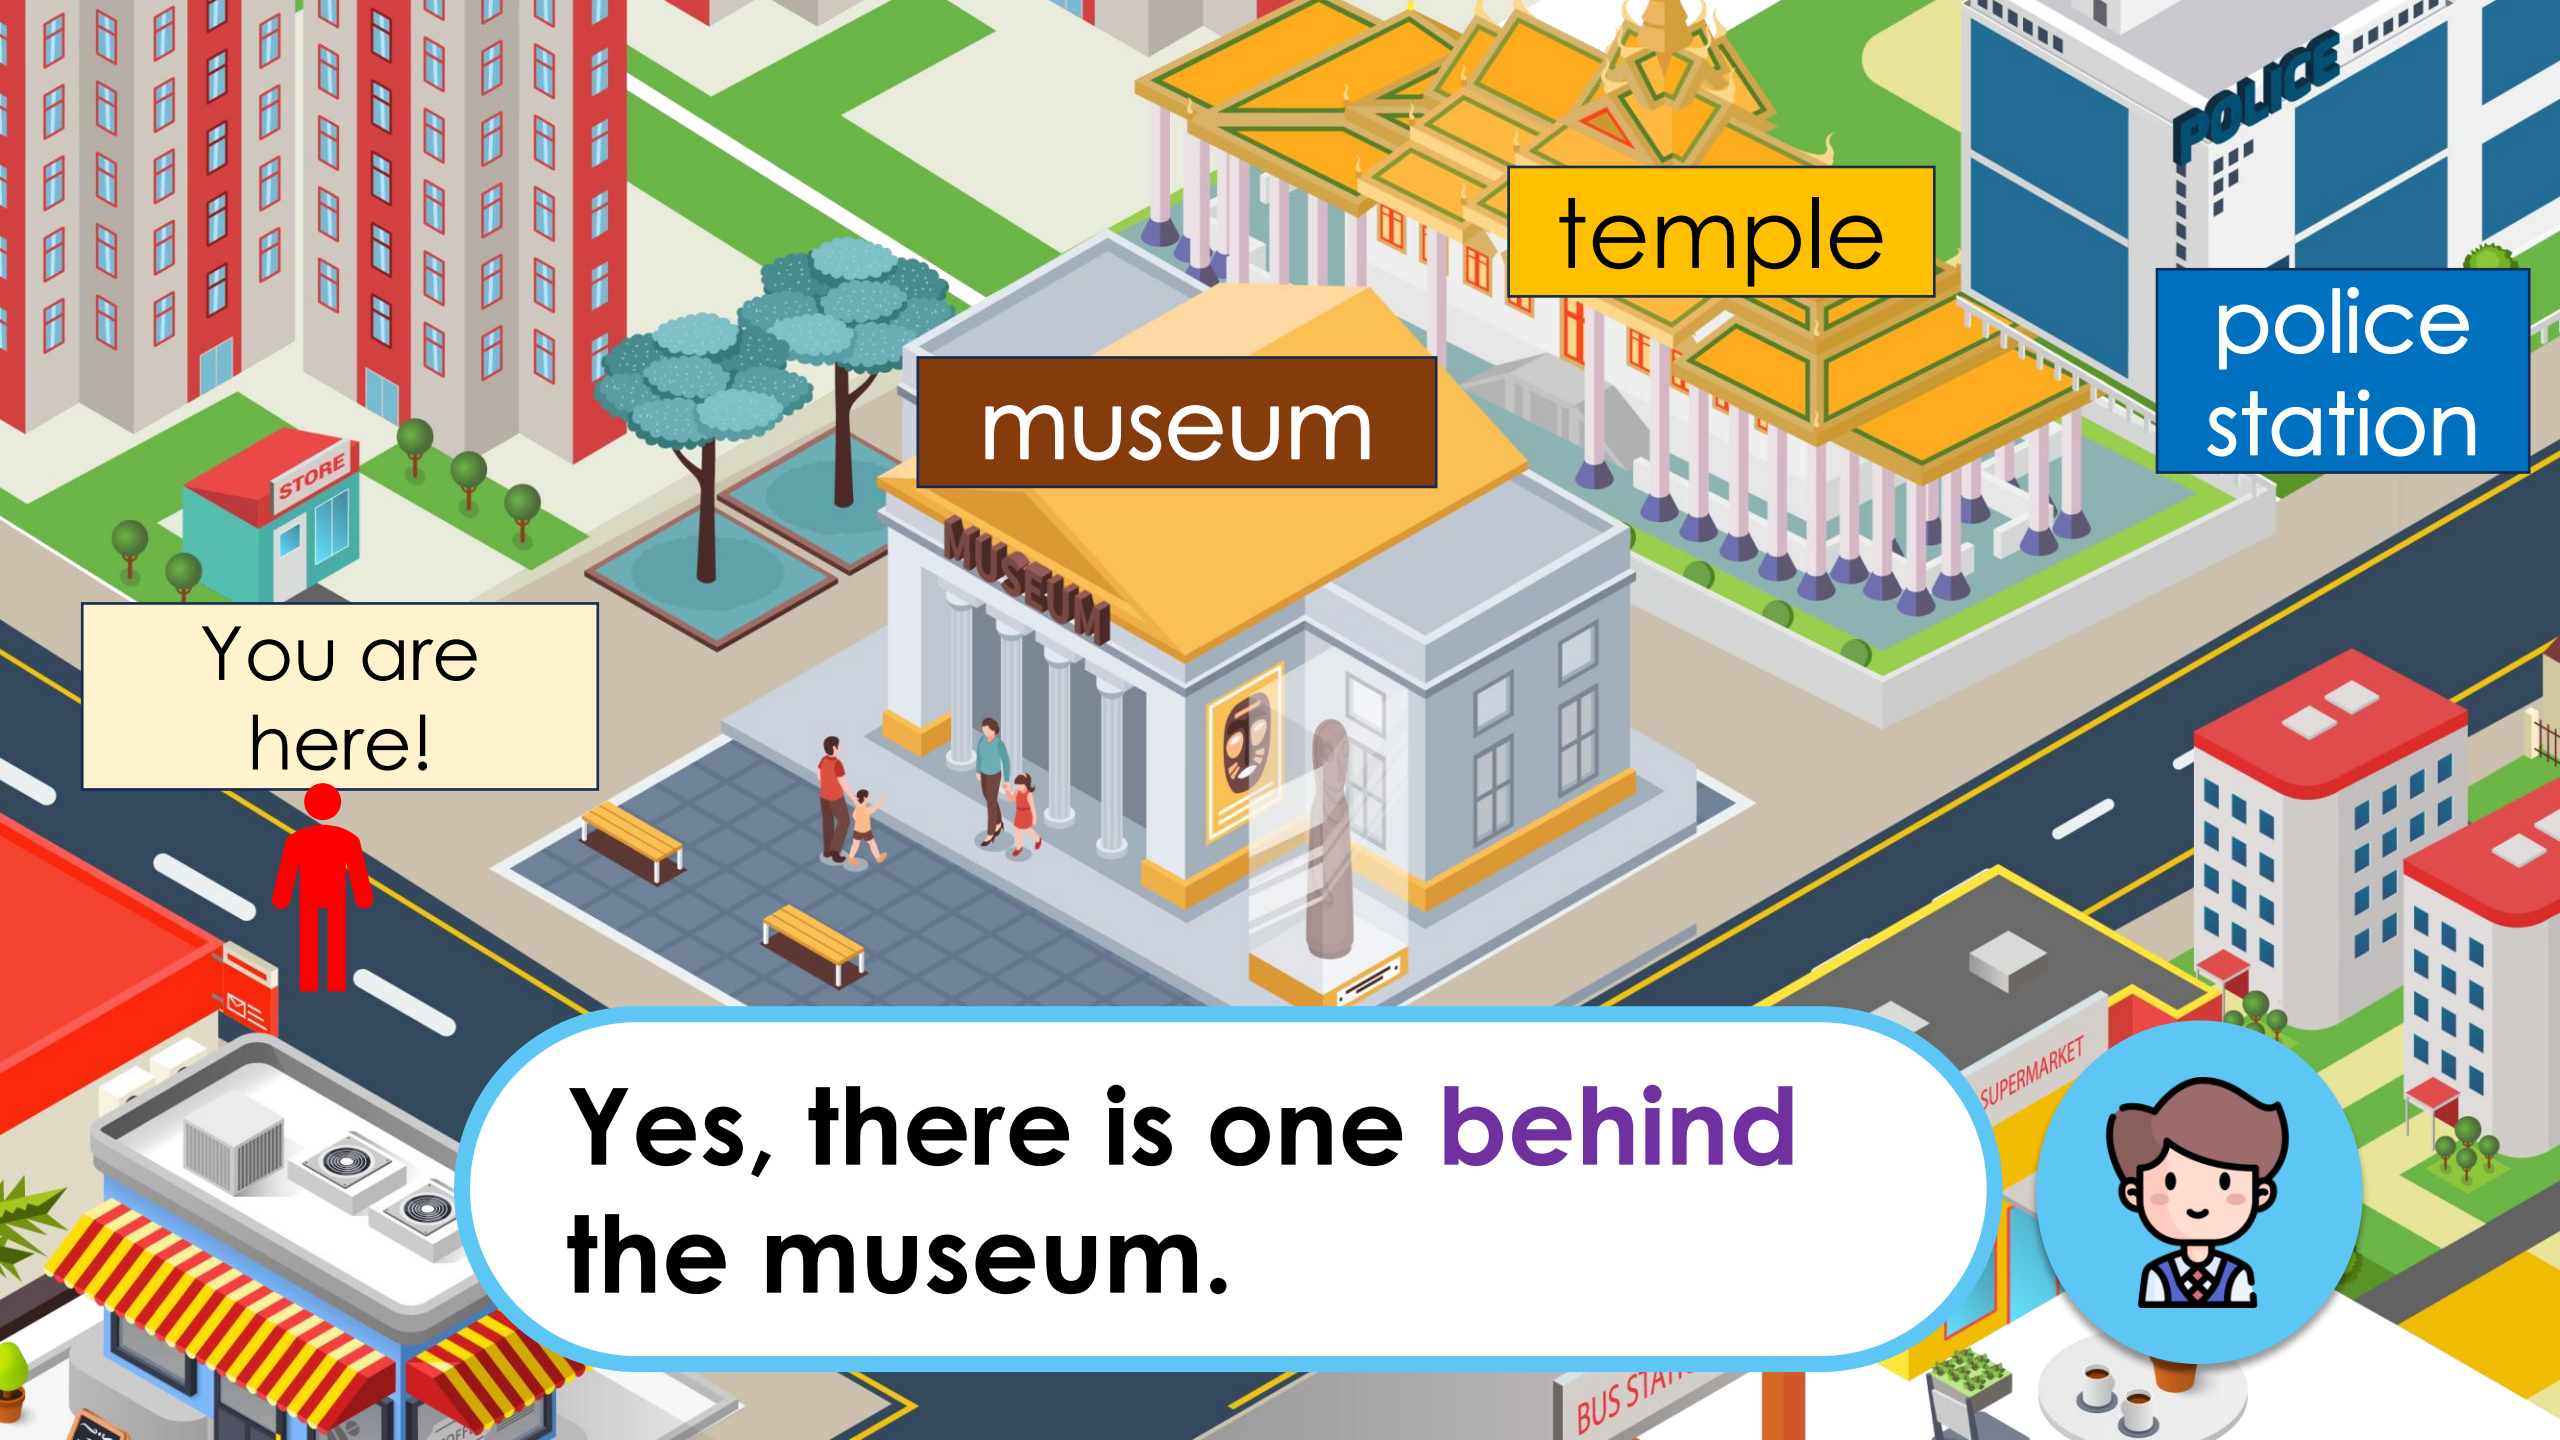 POLICE
temple
police
station
museum
STORE
MUSEUM
You are
here!
SUPERMARKET
Yes, there is one behind
the museum.
BUS